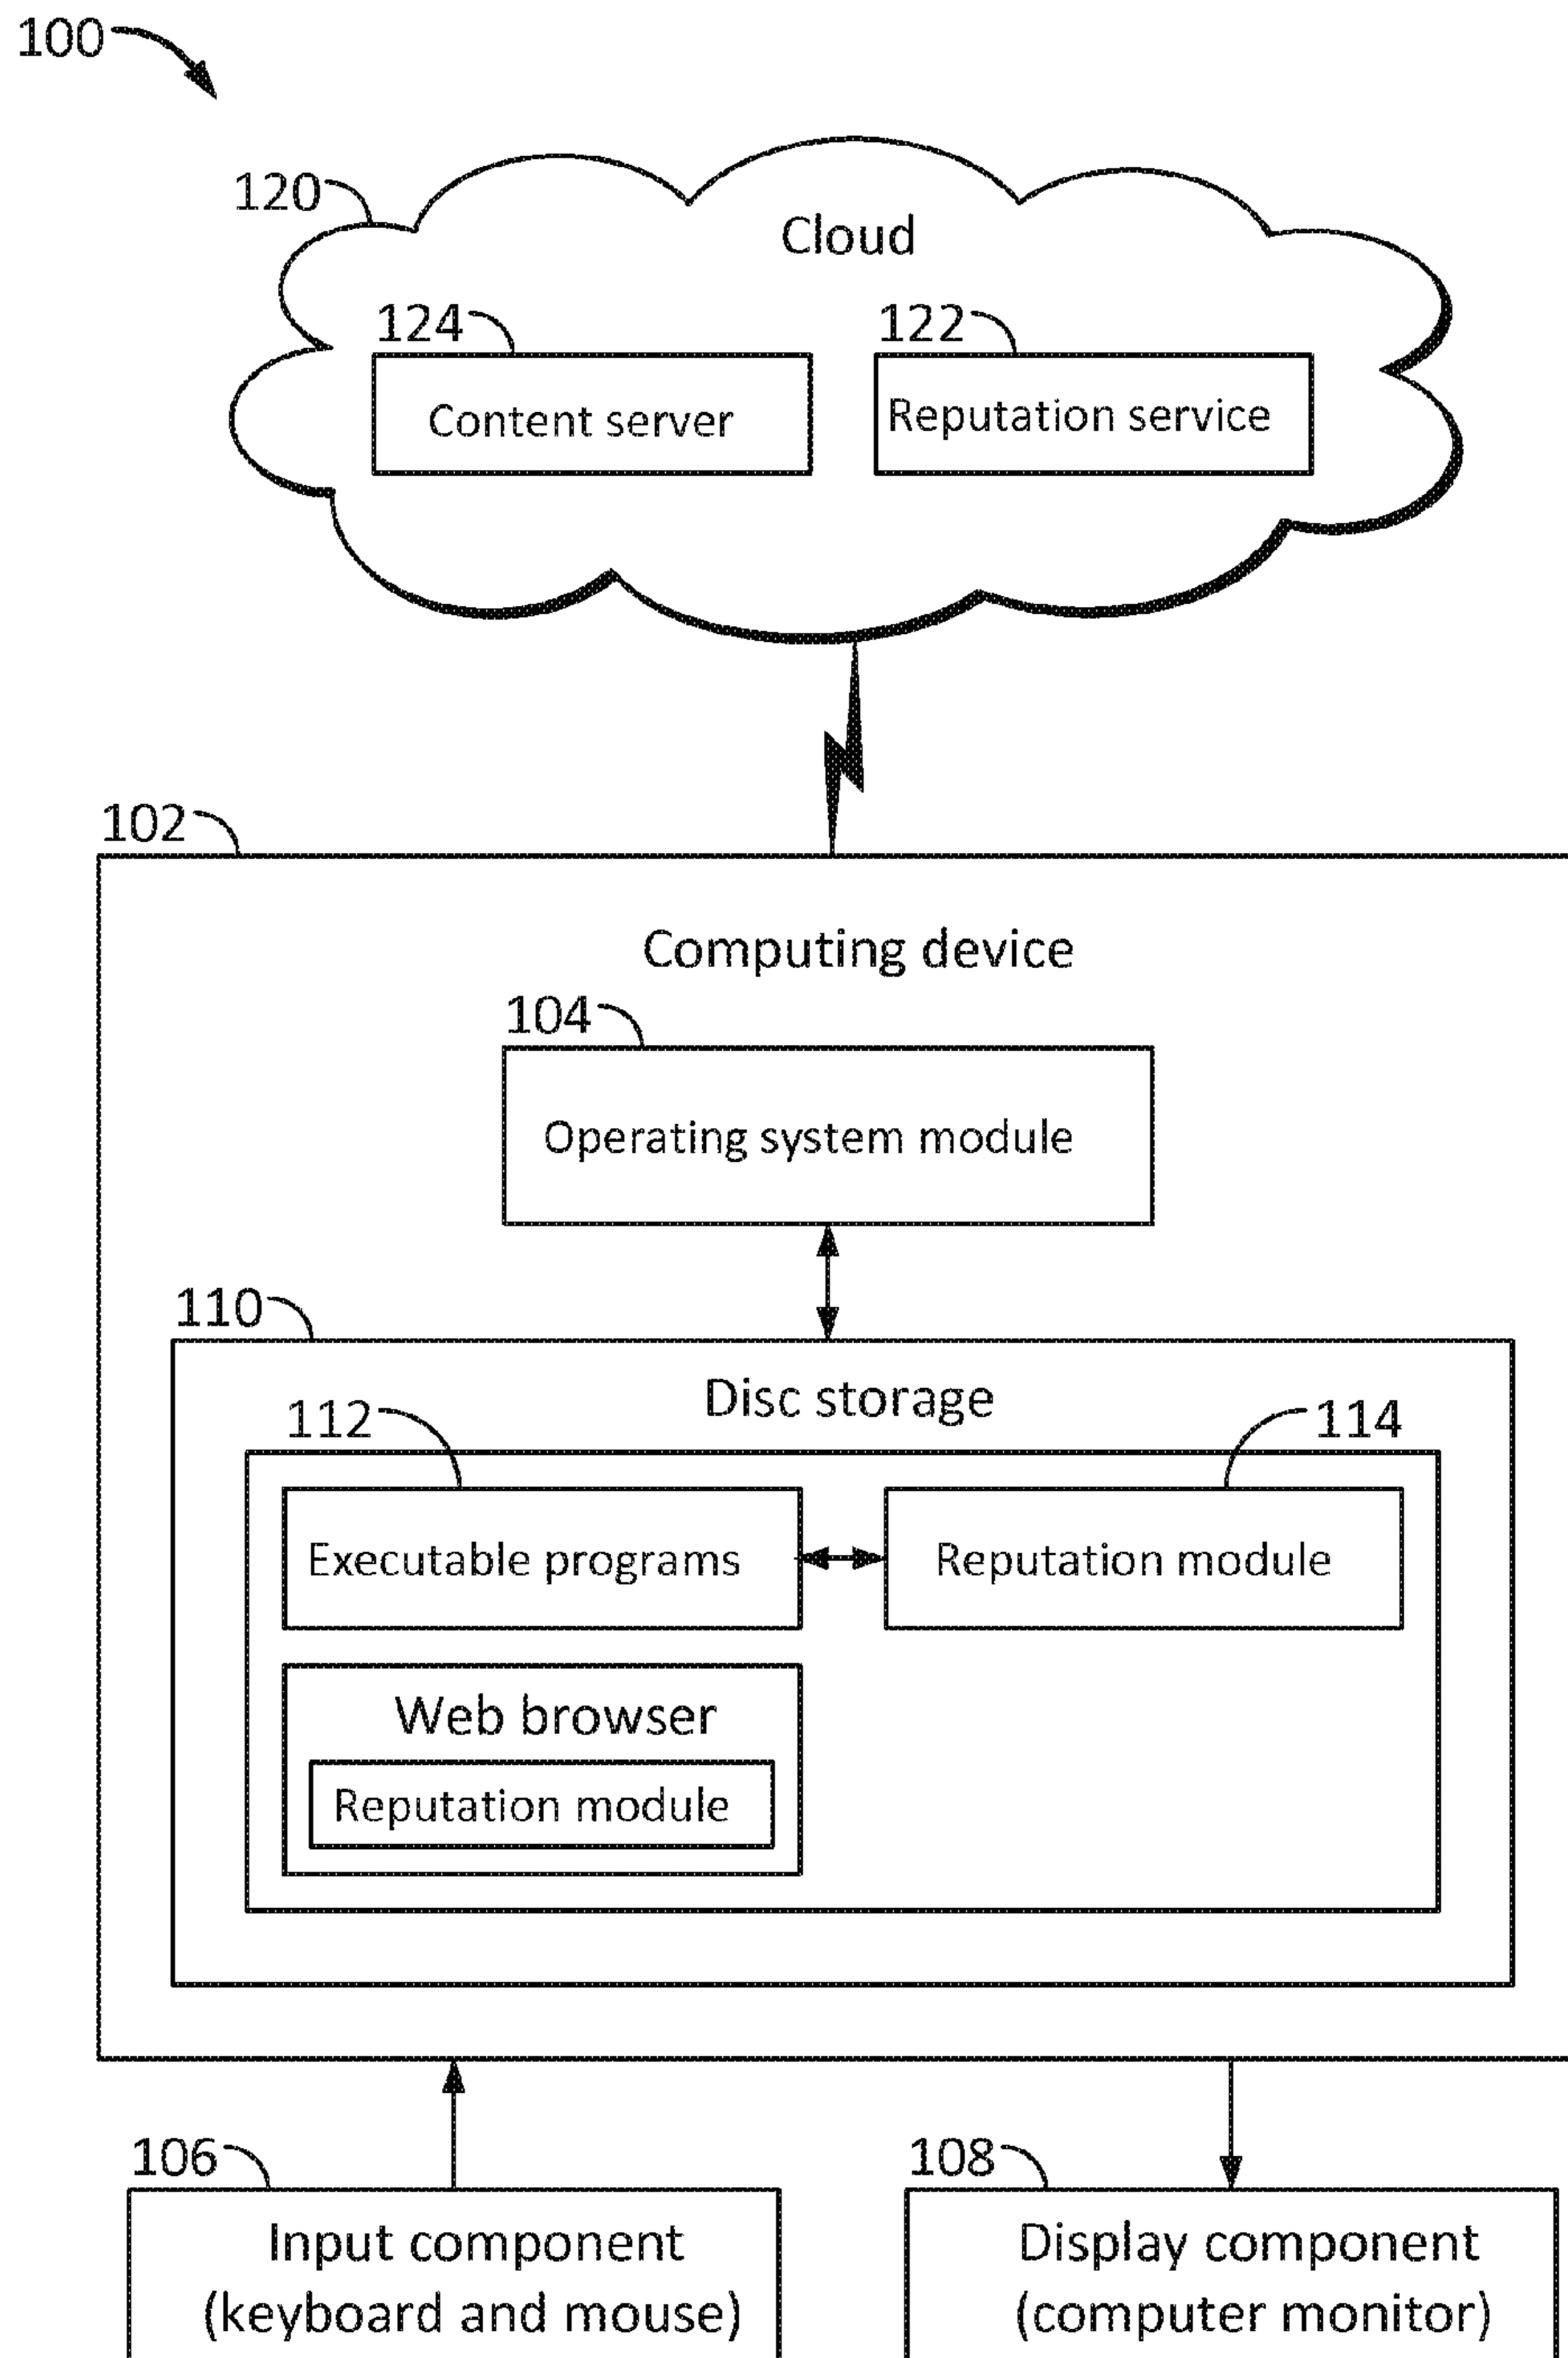 100
120
Cloud
124
122
Content server
Reputation service
102
Computing device
104
Operating system module
110
Disc storage
112
114
Executable programs
Reputation module
Web browser
Reputation module
106
108
Input component
(keyboard and mouse)
Display component
(computer monitor)